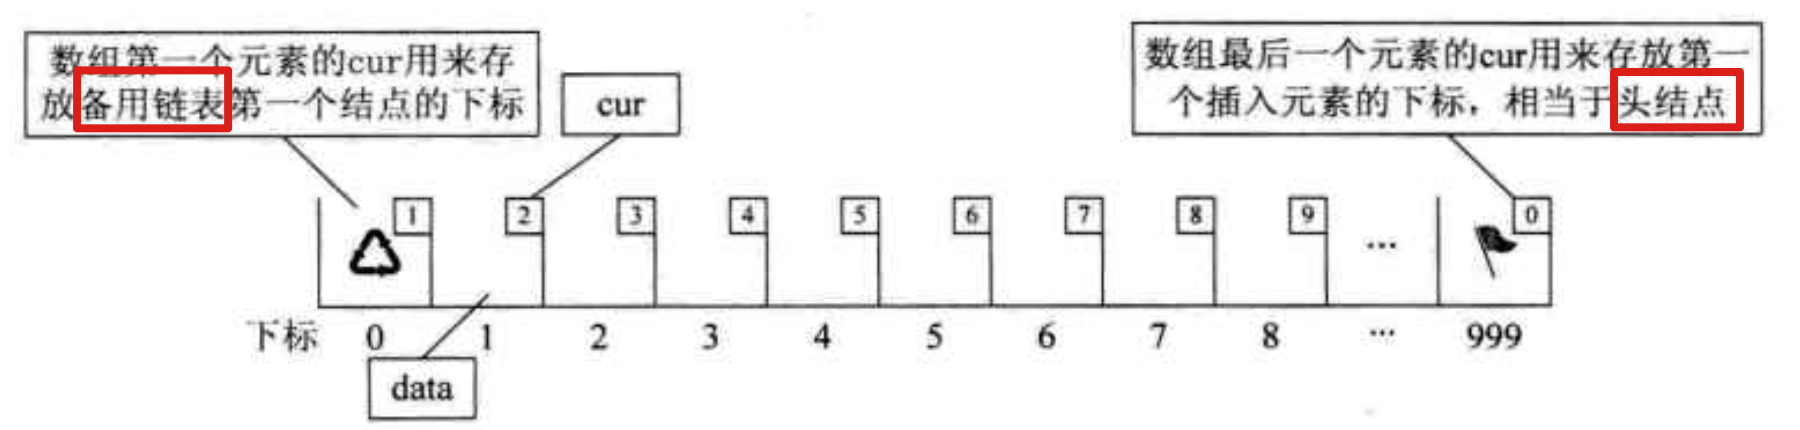 数组第一个元素的cur用来存
放备用链表第一个结点的下标
cur
数组最后一个元素的cur用来存放第一
个插入元素的下标，相当于头结点
1 2 3 4 5 6 7 8 9 … 0
下标 0 1 2 3 4 5 6 7 8 … 999
data